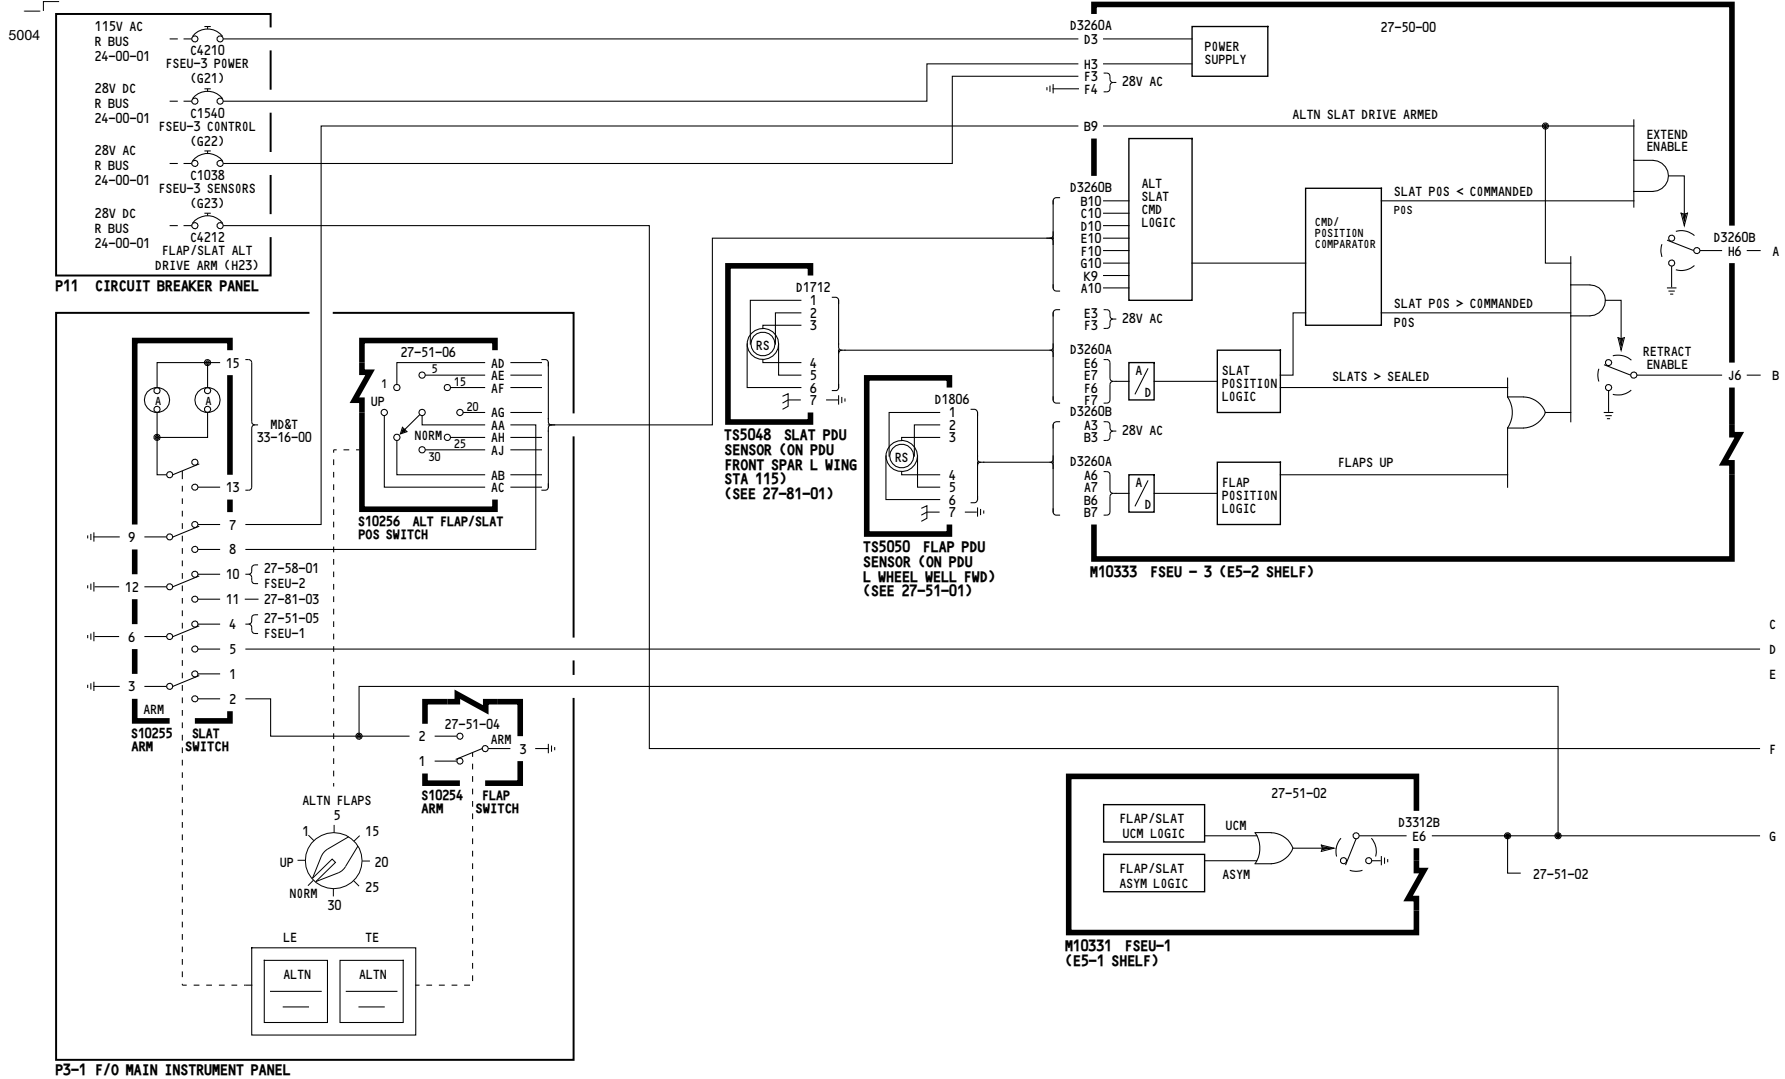 5004
115V AC
R BUS
24-00-01
C4210
FSEU-3 POWER
(G21)
28V DC
R BUS
24-00-01
C1540
FSEU-3 CONTROL
(G22)
28V AC
R BUS
24-00-01
C1038
FSEU-3 SENSORS
(G23)
28V DC
R BUS
24-00-01
C4212
FLAP/SLAT ALT
DRIVE ARM (H23)
P11 CIRCUIT BREAKER PANEL
15
A
A
MD&T
33-16-00
13
7
9
8
10
27-58-01
FSEU-2
12
11
27-81-03
4
27-51-05
FSEU-1
6
5
1
3
2
ARM
S10255
ARM
SLAT
SWITCH
27-51-06
1
5
15
UP
20
NORM
25
30
AD
AE
AF
AG
AA
AH
AJ
AB
AC
S10256 ALT FLAP/SLAT
POS SWITCH
27-51-04
2
ARM
3
1
S10254
ARM
FLAP
SWITCH
ALTN FLAPS
5
1
15
UP
20
NORM
25
30
LE
TE
ALTN
ALTN
P3-1 F/O MAIN INSTRUMENT PANEL
D1712
1
2
3
RS
4
5
6
7
TS5048 SLAT PDU
SENSOR (ON PDU
FRONT SPAR L WING
STA 115)
(SEE 27-81-01)
D1806
1
2
3
RS
4
5
6
7
TS5050 FLAP PDU
SENSOR (ON PDU
L WHEEL WELL FWD)
(SEE 27-51-01)
27-50-00
D3260A
D3
H3
F3
F4
28V AC
POWER
SUPPLY
B9
ALTN SLAT DRIVE ARMED
EXTEND
ENABLE
D3260B
B10
C10
D10
E10
F10
G10
K9
A10
ALT
SLAT
CMD
LOGIC
CMD/
POSITION
COMPARATOR
SLAT POS < COMMANDED
POS
SLAT POS > COMMANDED
POS
D3260B
H6
A
E3
F3
28V AC
D3260A
E6
E7
F6
F7
A/D
SLAT
POSITION
LOGIC
SLATS > SEALED
RETRACT
ENABLE
J6
B
D3260B
A3
B3
28V AC
D3260A
A6
A7
B6
B7
A/D
FLAP
POSITION
LOGIC
FLAPS UP
M10333 FSEU - 3 (E5-2 SHELF)
C
D
E
F
27-51-02
FLAP/SLAT
UCM LOGIC
UCM
FLAP/SLAT
ASYM LOGIC
ASYM
D3312B
E6
G
27-51-02
M10331 FSEU-1
(E5-1 SHELF)